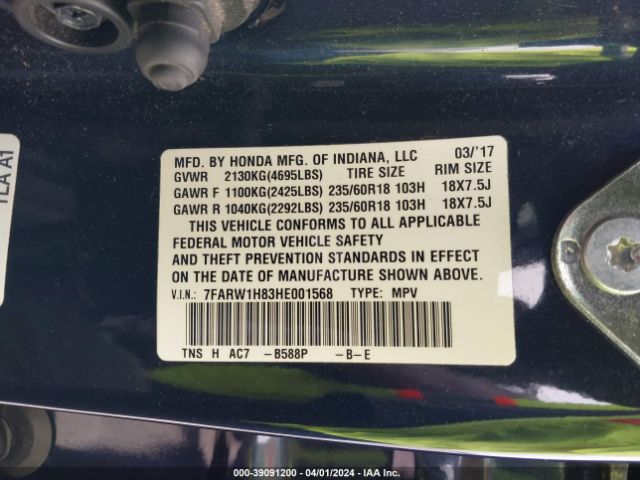 MFD. BY HONDA MFG. OF INDIANA, LLC 03/'17
GVWR 2130KG(4695LBS) TIRE SIZE RIM SIZE
GAWR F 1100KG(2425LBS) 235/60R18 103H 18X7.5J
GAWR R 1040KG(2292LBS) 235/60R18 103H 18X7.5J
THIS VEHICLE CONFORMS TO ALL APPLICABLE
FEDERAL MOTOR VEHICLE SAFETY
AND THEFT PREVENTION STANDARDS IN EFFECT
ON THE DATE OF MANUFACTURE SHOWN ABOVE.
V.I.N.: 7FARW1H83HE001568 TYPE: MPV
TNS H AC7 -B588P -B-E
TLA A1
000-39091200 - 04/01/2024 - IAA Inc.